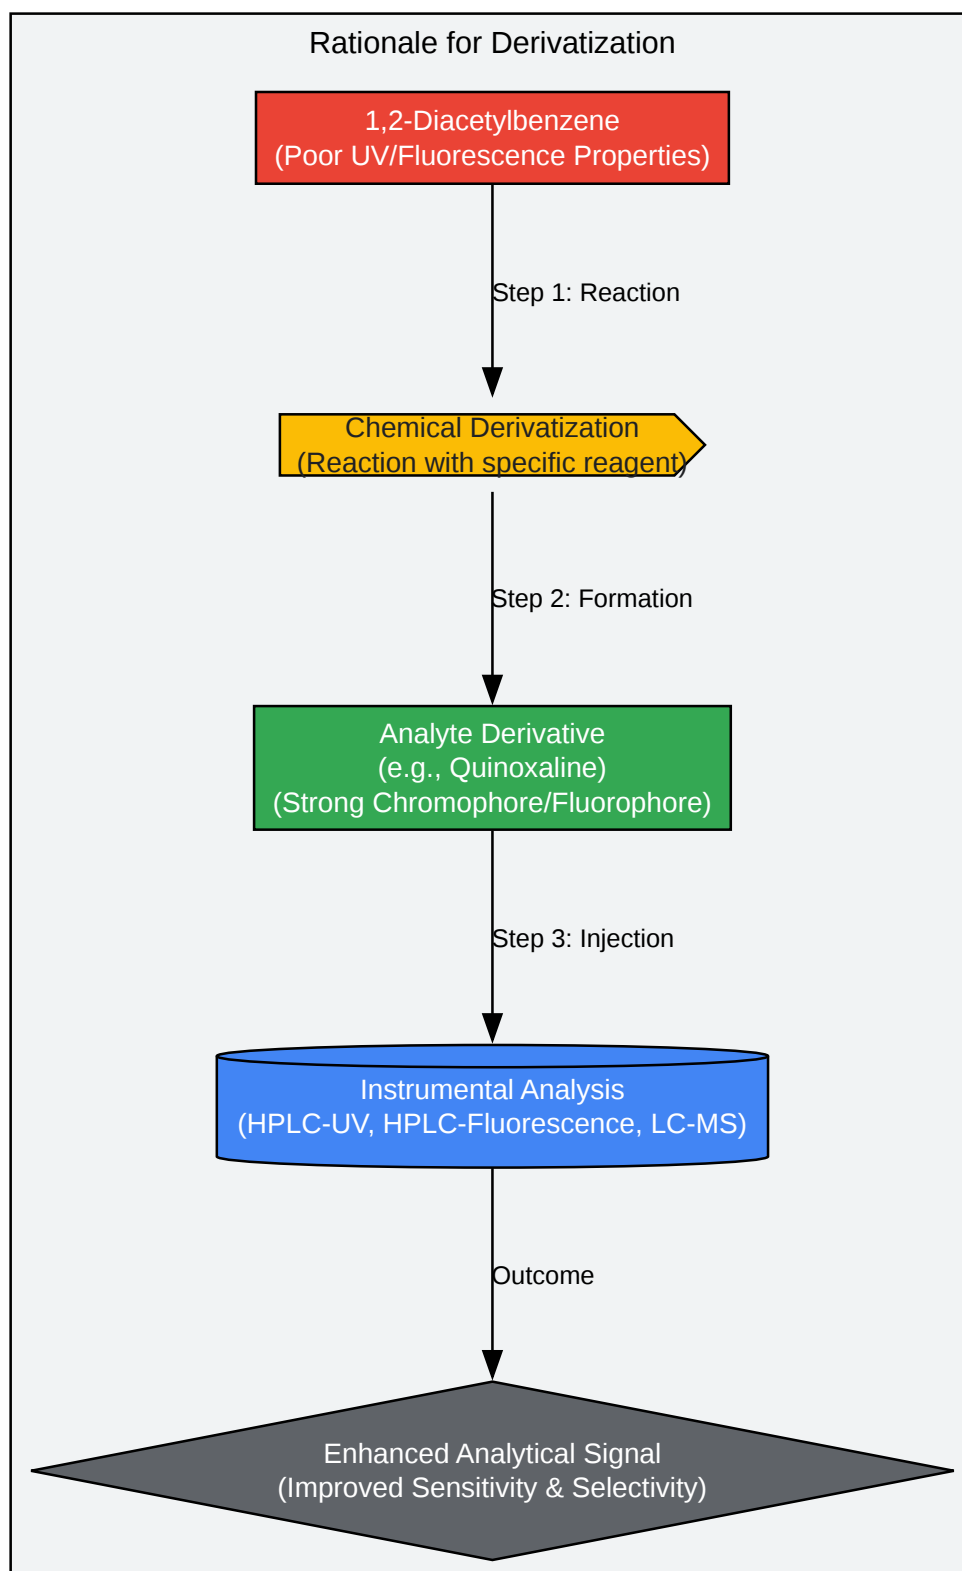 Rationale for Derivatization
1,2-Diacetylbenzene
(Poor UV/Fluorescence Properties)
Step 1: Reaction
Chemical Derivatization
(Reaction with specific reagent)
Step 2: Formation
Analyte Derivative
(e.g., Quinoxaline)
(Strong Chromophore/Fluorophore)
Step 3: Injection
Instrumental Analysis
(HPLC-UV, HPLC-Fluorescence, LC-MS)
Outcome
Enhanced Analytical Signal
(Improved Sensitivity & Selectivity)